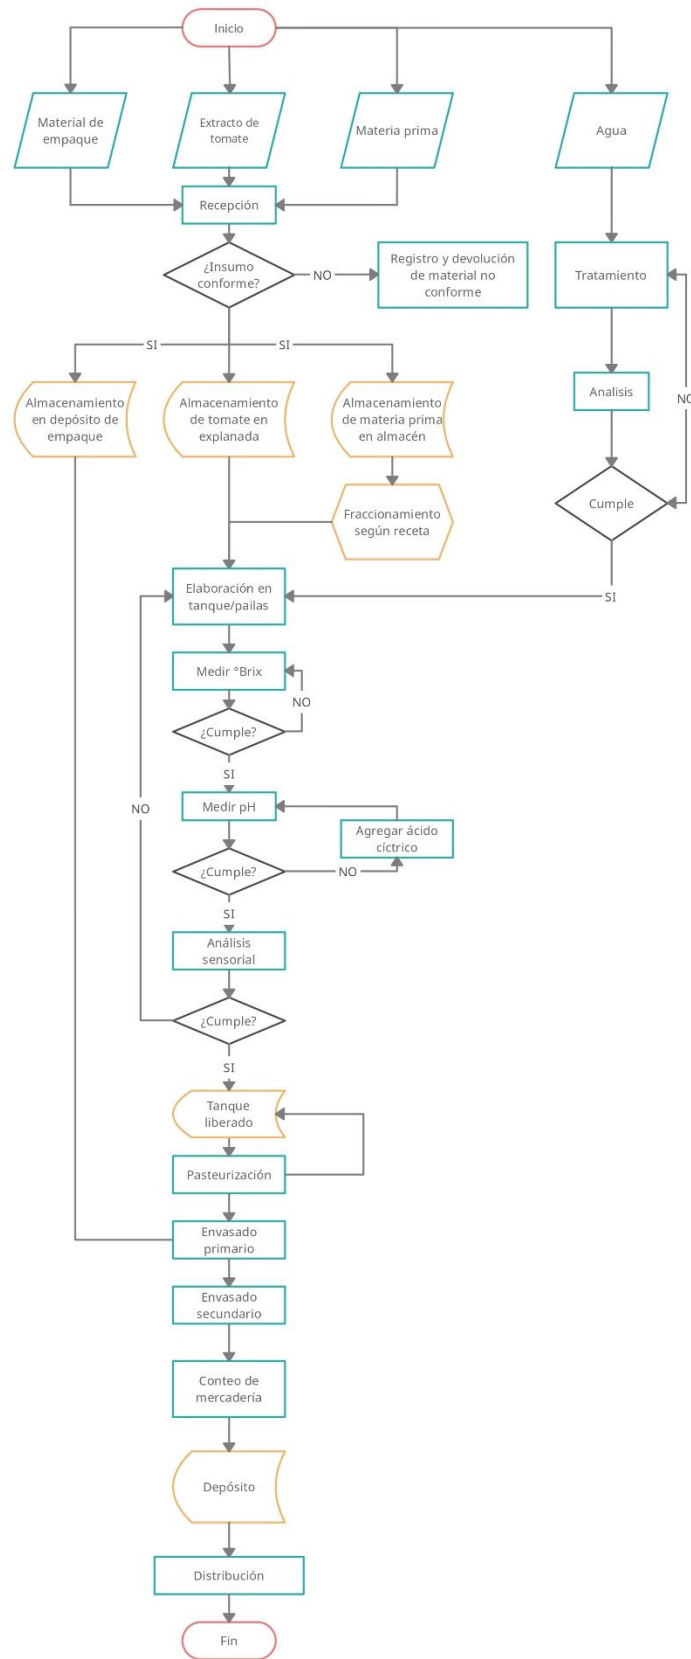 Inicio
Material de
empaque
Extracto de
tomate
Materia prima
Agua
Recepción
¿Insumo
conforme?
NO
Registro y devolución
de material no
conforme
Tratamiento
SI
SI
Almacenamiento
en depósito de
empaque
Almacenamiento
de tomate en
explanada
Almacenamiento
de materia prima
en almacén
Analisis
NO
Fraccionamiento
según receta
Cumple
SI
Elaboración en
tanque/pailas
Medir °Brix
NO
¿Cumple?
SI
Medir pH
NO
Agregar ácido
cíctrico
¿Cumple?
NO
SI
Análisis
sensorial
¿Cumple?
SI
Tanque
liberado
Pasteurización
Envasado
primario
Envasado
secundario
Conteo de
mercadería
Depósito
Distribución
Fin